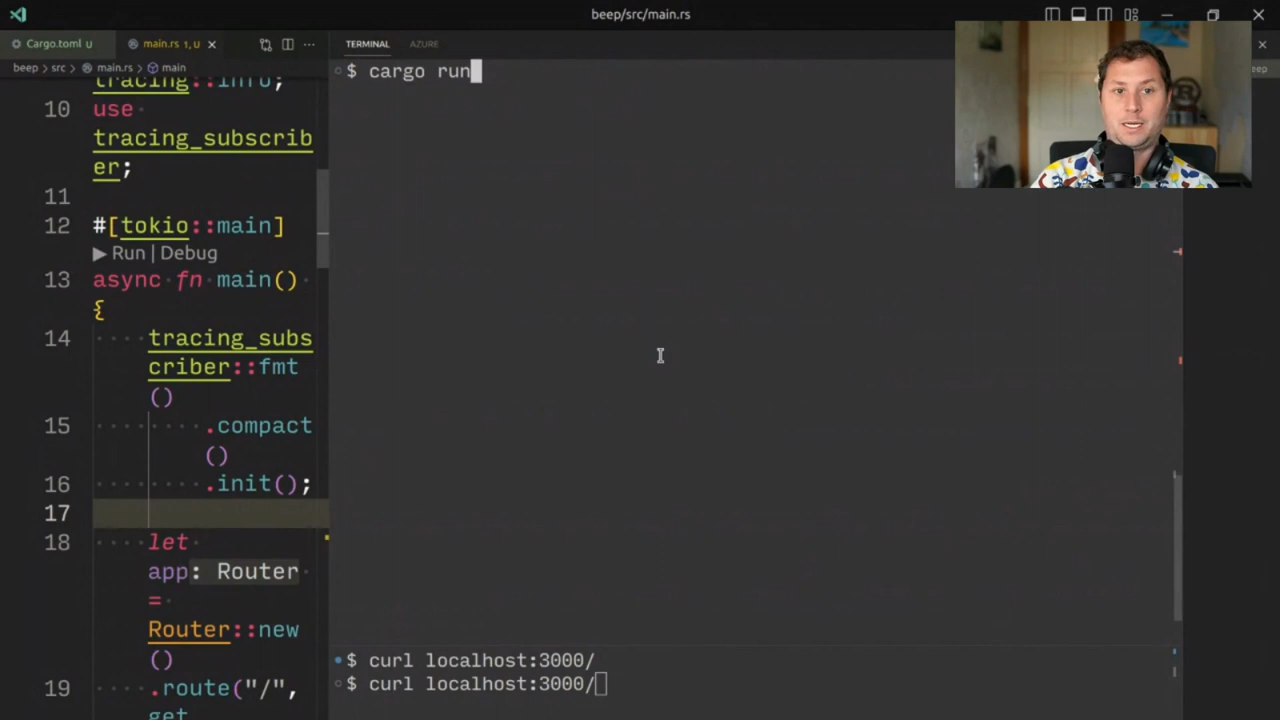 beep/src/main.rs
Cargo.toml U
main.rs 1, U
TERMINAL
AZURE
beep > src > main.rs > main
tracing::info;
10 use
tracing_subscrib
er;
11
12 #[tokio::main]
▶ Run | Debug
13 async fn main()
{
14 tracing_subs
criber::fmt
()
15 .compact
()
16 .init();
17
18 let
app: Router
=
Router::new
()
19 .route("/",
get
$ cargo run
eep
$ curl localhost:3000/
$ curl localhost:3000/